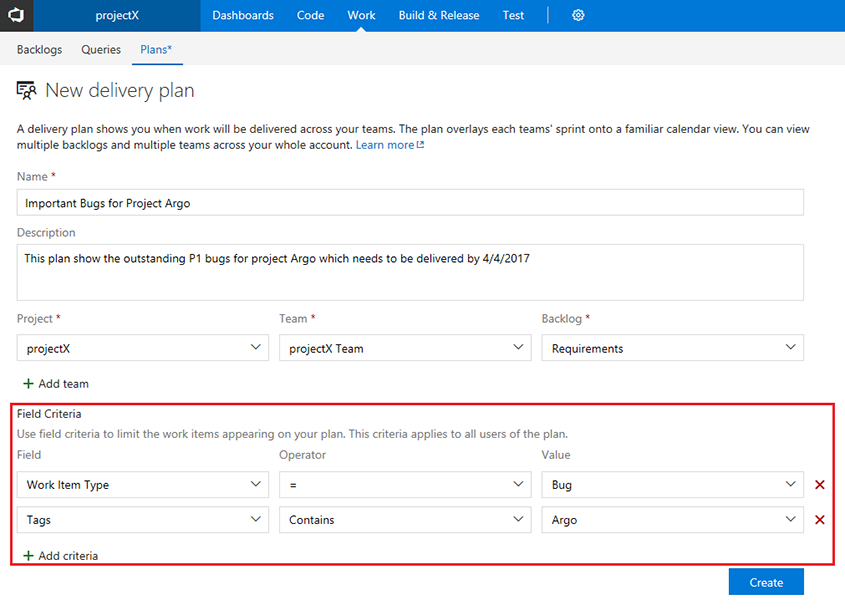 projectX Dashboards Code Work Build & Release Test
Backlogs Queries Plans*
New delivery plan
A delivery plan shows you when work will be delivered across your teams. The plan overlays each teams' sprint onto a familiar calendar view. You can view
multiple backlogs and multiple teams across your whole account. Learn more
Name *
Important Bugs for Project Argo
Description
This plan show the outstanding P1 bugs for project Argo which needs to be delivered by 4/4/2017
Project * Team * Backlog *
projectX projectX Team Requirements
+ Add team
Field Criteria
Use field criteria to limit the work items appearing on your plan. This criteria applies to all users of the plan.
Field Operator Value
Work Item Type = Bug
Tags Contains Argo
+ Add criteria
Create